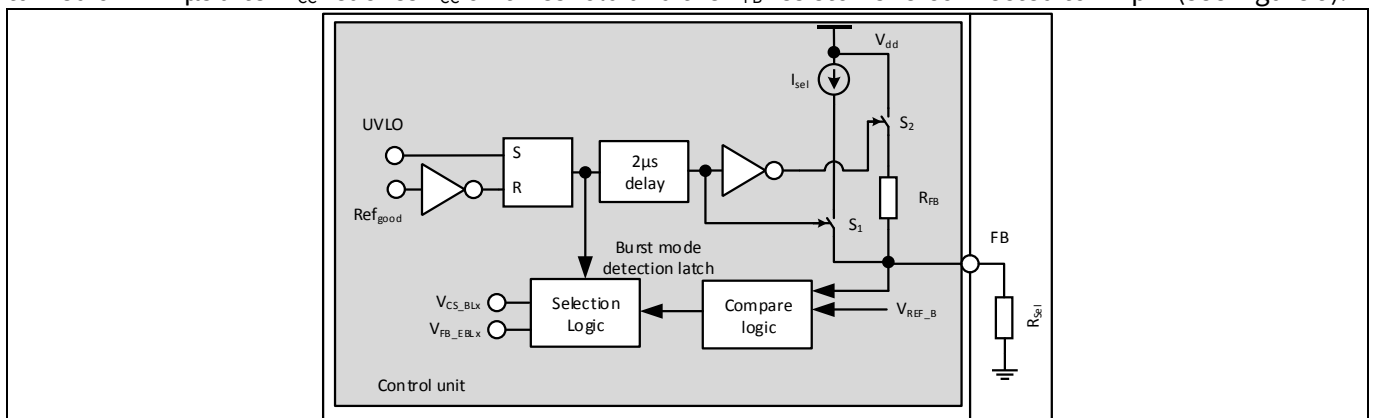 V_dd
I_sel
UVLO
S_2
S
2µs
delay
R
R_FB
Ref_good
S_1
FB
Burst mode
detection latch
V_CS_BLx
Selection
Logic
Compare
logic
V_REF_B
R_Sel
V_FB_EBLx
Control unit